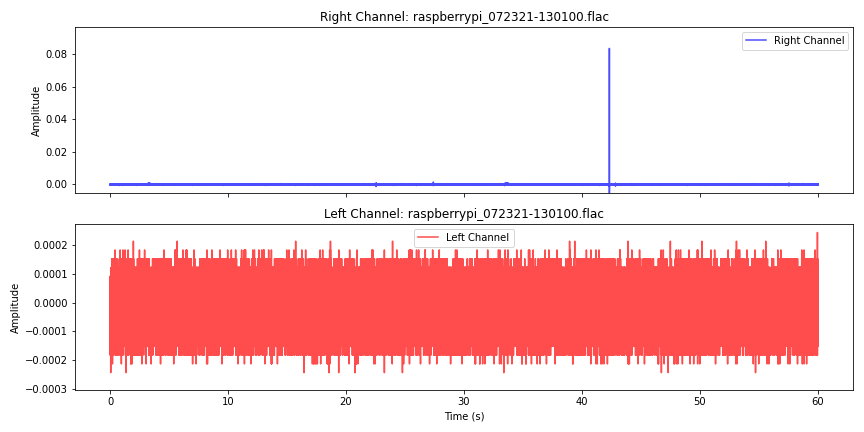 Right Channel: raspberrypi_072321-130100.flac
Right Channel
Amplitude
0.08
0.06
0.04
0.02
0.00
Left Channel: raspberrypi_072321-130100.flac
Left Channel
Amplitude
0.0002
0.0001
0.0000
−0.0001
−0.0002
−0.0003
0 10 20 30 40 50 60
Time (s)